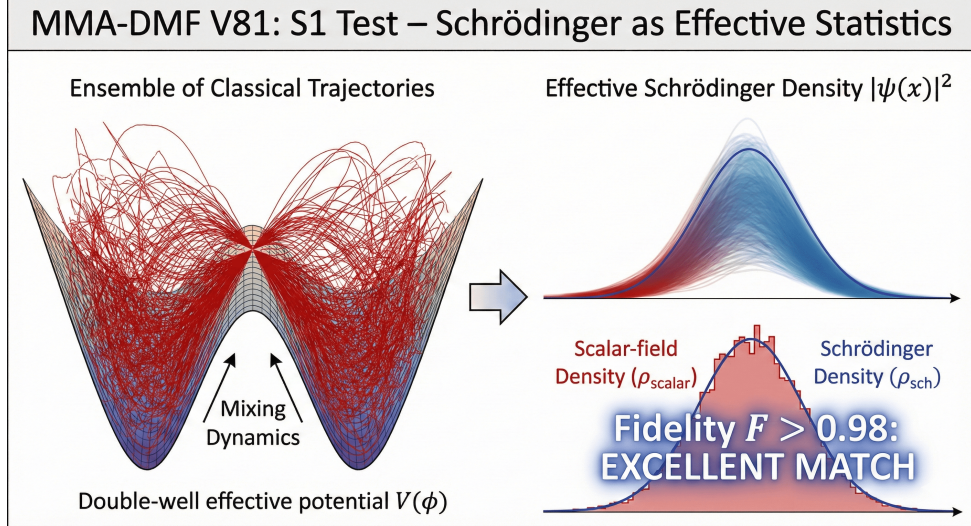 MMA-DMF V81: S1 Test – Schrödinger as Effective Statistics
Ensemble of Classical Trajectories
Mixing
Dynamics
Double-well effective potential V(ϕ)
Effective Schrödinger Density |ψ(x)|²
Scalar-field
Density (ρscalar)
Schrödinger
Density (ρsch)
Fidelity F > 0.98:
EXCELLENT MATCH